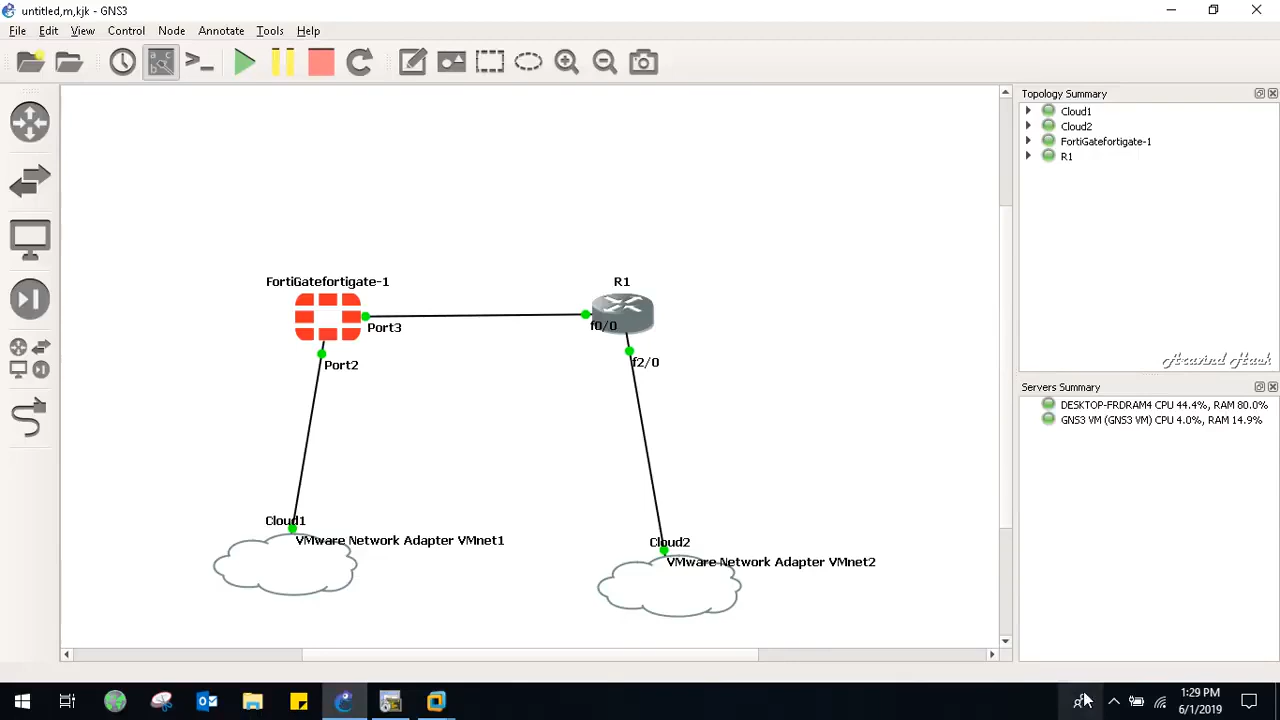 untitled,m,kjk - GNS3
File Edit View Control Node Annotate Tools Help
Topology Summary
Cloud1
Cloud2
FortiGatefortigate-1
R1
Aravind Hask
Servers Summary
DESKTOP-FRDRAM4 CPU 44.4%, RAM 80.0%
GNS3 VM (GNS3 VM) CPU 4.0%, RAM 14.9%
FortiGatefortigate-1
R1
Port3
f0/0
Port2
f2/0
Cloud1
VMware Network Adapter VMnet1
Cloud2
VMware Network Adapter VMnet2
1:29 PM
6/1/2019